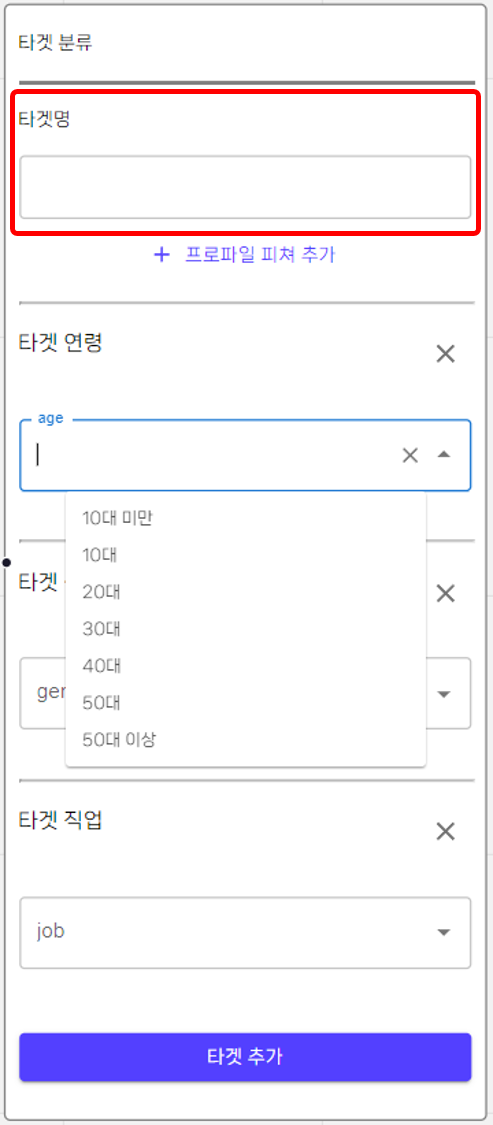 타겟 분류
타겟명
+ 프로파일 피쳐 추가
타겟 연령
age
10대 미만
10대
20대
30대
40대
50대
50대 이상
타겟
ger
타겟 직업
job
타겟 추가